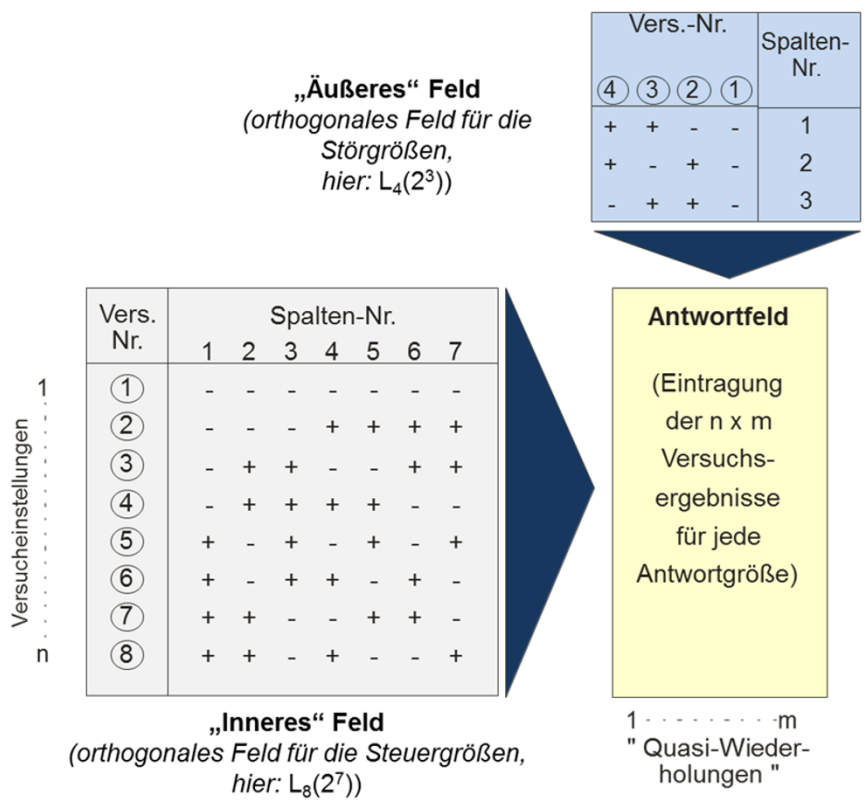 „Äußeres“ Feld
(orthogonales Feld für die
Störgrößen,
hier: L₄(2³))
Vers.-Nr.
Spalten-
Nr.
④ ③ ② ①
+ + - - 1
+ - + - 2
- + + - 3
Vers.
Nr.
Spalten-Nr.
1 2 3 4 5 6 7
① - - - - - - -
② - - - + + + +
③ - + + - - + +
④ - + + + + - -
⑤ + - + - + - +
⑥ + - + + - + -
⑦ + + - - + + -
⑧ + + - + - - +
1
Versucheinstellungen
n
„Inneres“ Feld
(orthogonales Feld für die Steuergrößen,
hier: L₈(2⁷))
Antwortfeld
(Eintragung
der n x m
Versuchs-
ergebnisse
für jede
Antwortgröße)
1 - - - - - - - -m
" Quasi-Wieder-
holungen "